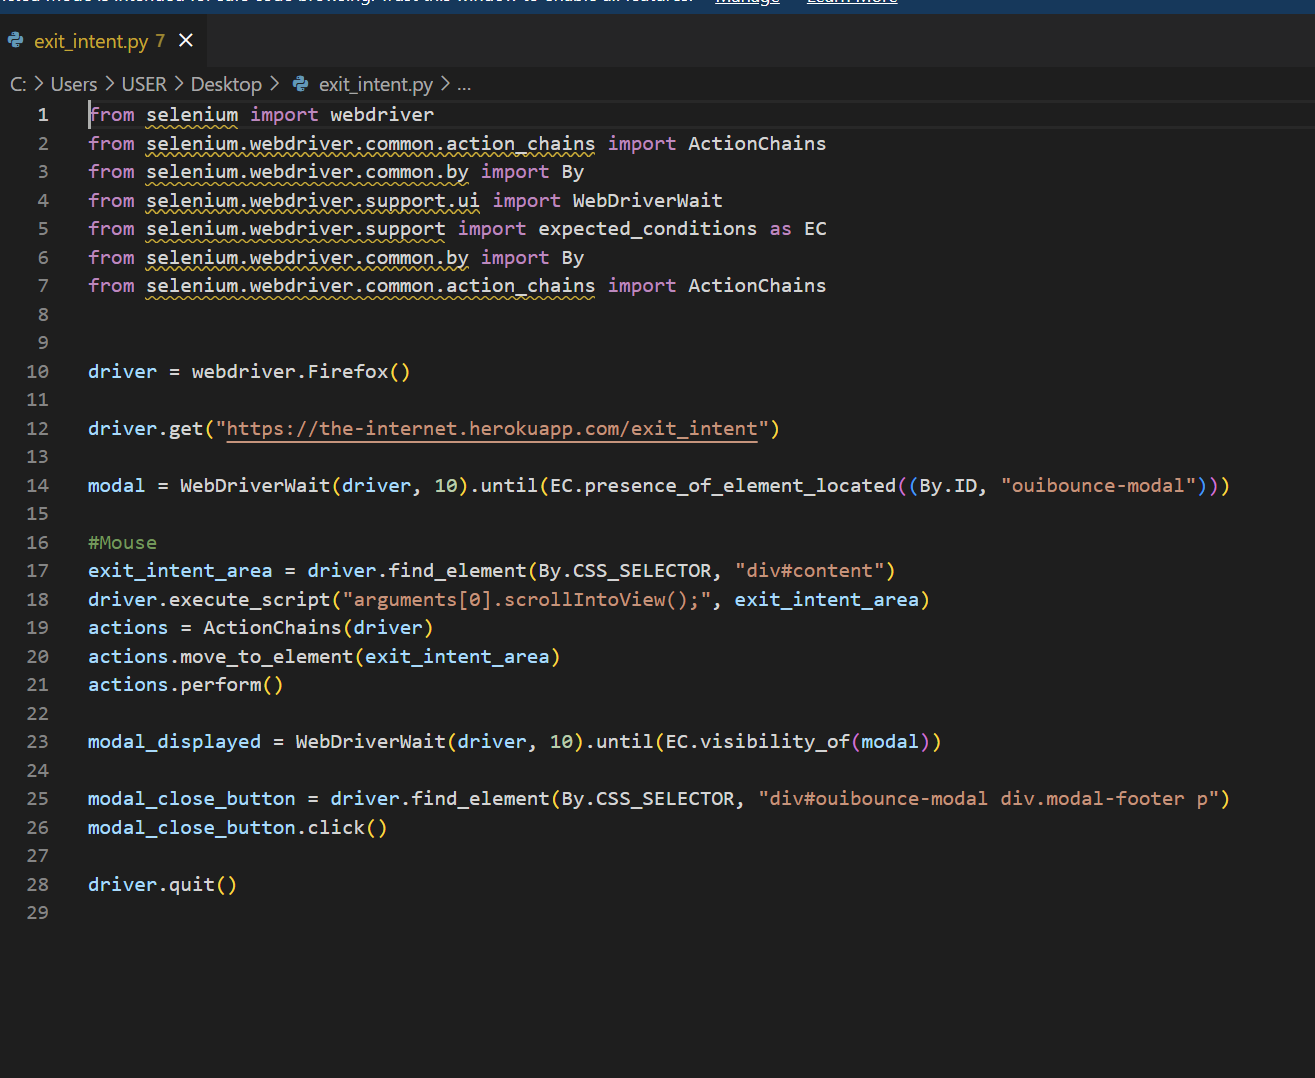 Manage Learn More
exit_intent.py 7
C: > Users > USER > Desktop > exit_intent.py > ...
1 from selenium import webdriver
2 from selenium.webdriver.common.action_chains import ActionChains
3 from selenium.webdriver.common.by import By
4 from selenium.webdriver.support.ui import WebDriverWait
5 from selenium.webdriver.support import expected_conditions as EC
6 from selenium.webdriver.common.by import By
7 from selenium.webdriver.common.action_chains import ActionChains
8
9
10 driver = webdriver.Firefox()
11
12 driver.get("https://the-internet.herokuapp.com/exit_intent")
13
14 modal = WebDriverWait(driver, 10).until(EC.presence_of_element_located((By.ID, "ouibounce-modal")))
15
16 #Mouse
17 exit_intent_area = driver.find_element(By.CSS_SELECTOR, "div#content")
18 driver.execute_script("arguments[0].scrollIntoView();", exit_intent_area)
19 actions = ActionChains(driver)
20 actions.move_to_element(exit_intent_area)
21 actions.perform()
22
23 modal_displayed = WebDriverWait(driver, 10).until(EC.visibility_of(modal))
24
25 modal_close_button = driver.find_element(By.CSS_SELECTOR, "div#ouibounce-modal div.modal-footer p")
26 modal_close_button.click()
27
28 driver.quit()
29